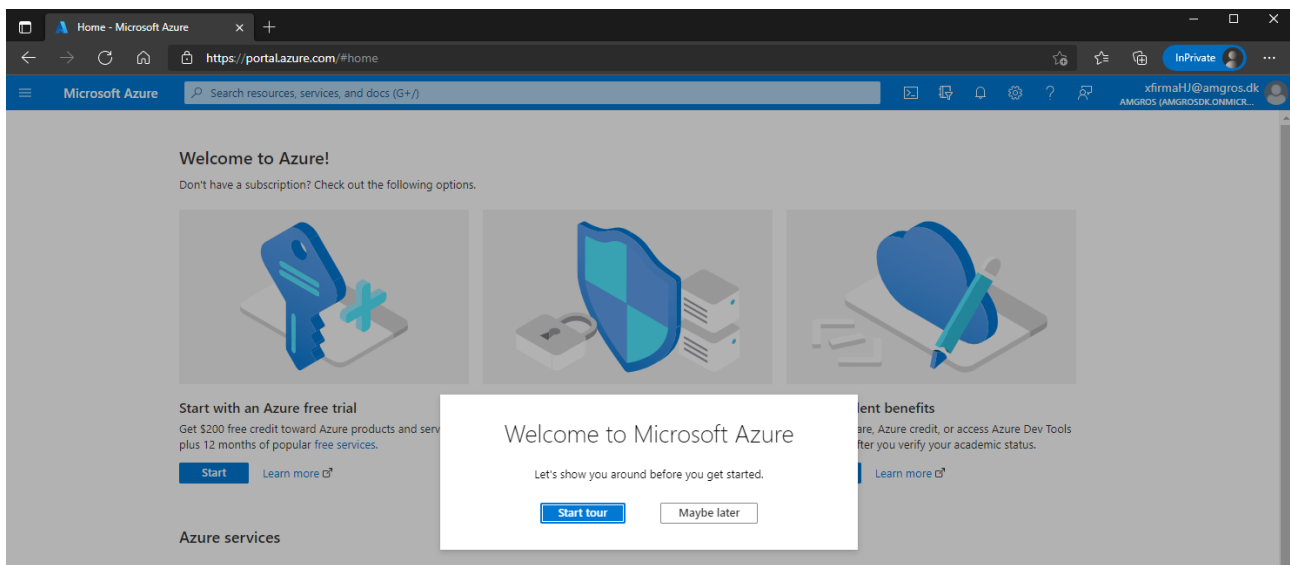 Home - Microsoft Azure
https://portal.azure.com/#home
InPrivate
Microsoft Azure
Search resources, services, and docs (G+/)
xfirmaHJ@amgros.dk
AMGROS (AMGROSDK.ONMICR...
Welcome to Azure!
Don't have a subscription? Check out the following options.
Start with an Azure free trial
Get $200 free credit toward Azure products and serv
plus 12 months of popular free services.
Start
Learn more
lent benefits
are, Azure credit, or access Azure Dev Tools
fter you verify your academic status.
Learn more
Welcome to Microsoft Azure
Let's show you around before you get started.
Start tour
Maybe later
Azure services